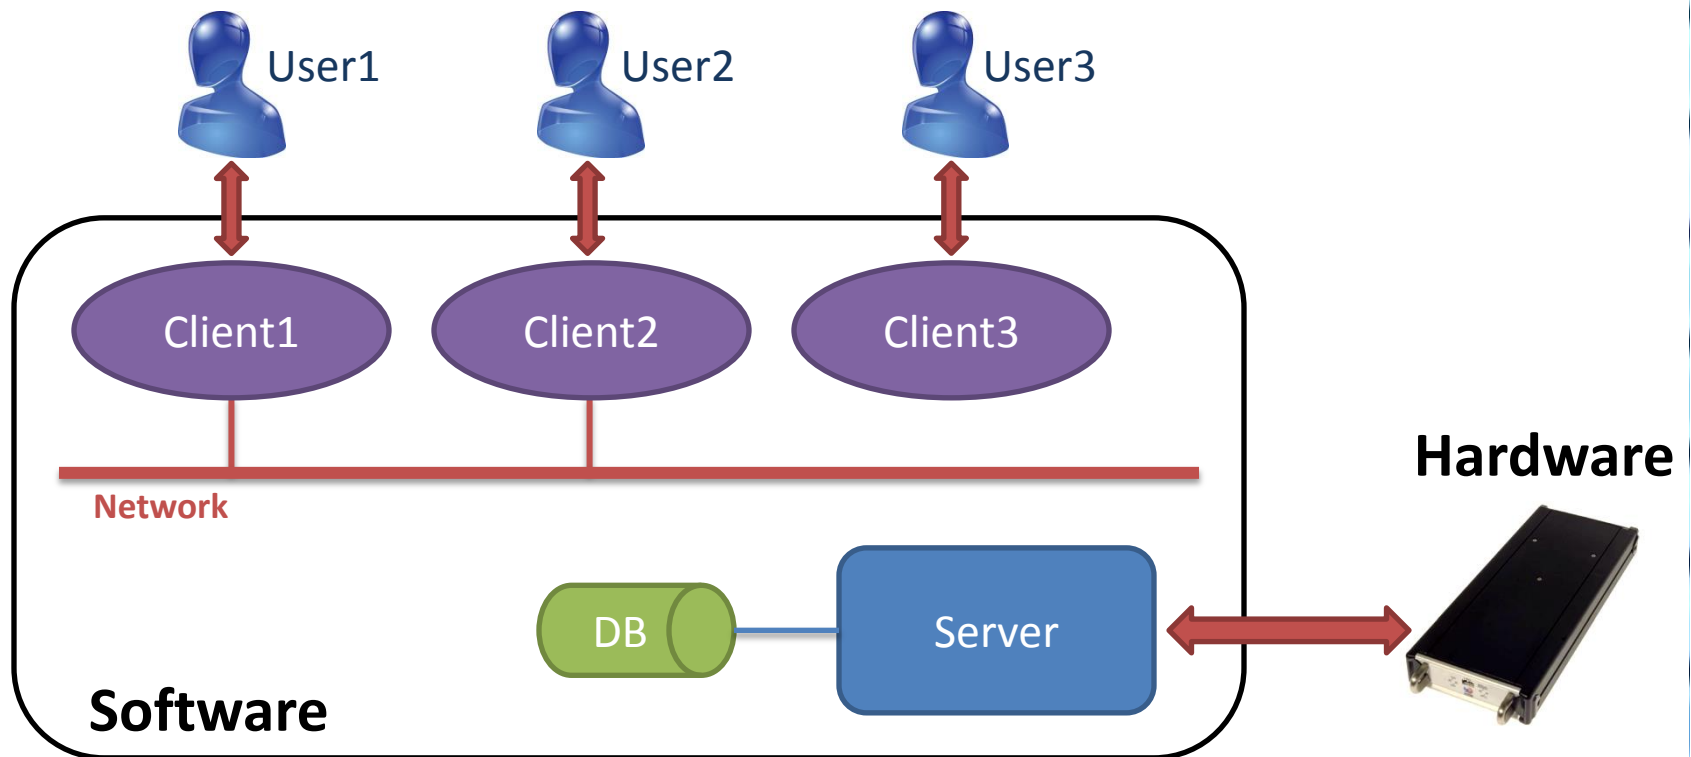 User1
User2
User3
Client1
Client2
Client3
Network
Hardware
DB
Server
Software